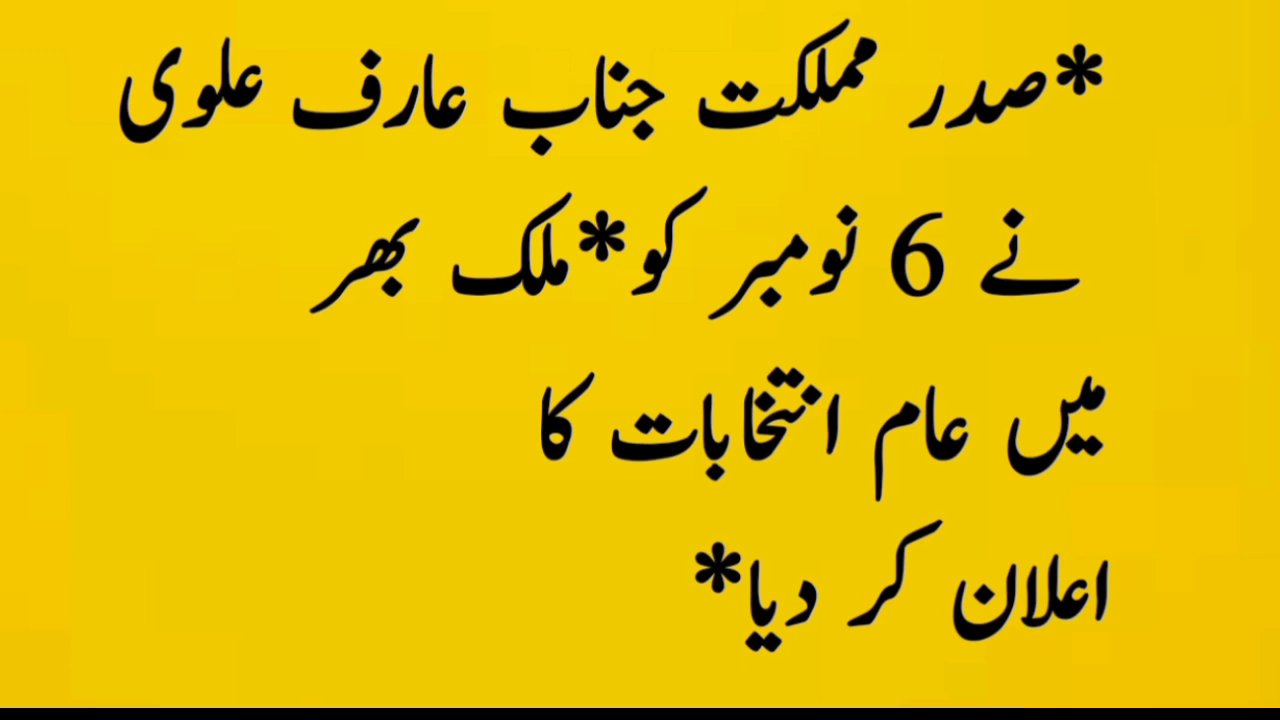 *صدر مملکت جناب عارف علوی
نے 6 نومبر کو*ملک بھر
میں عام انتخابات کا
اعلان کر دیا*